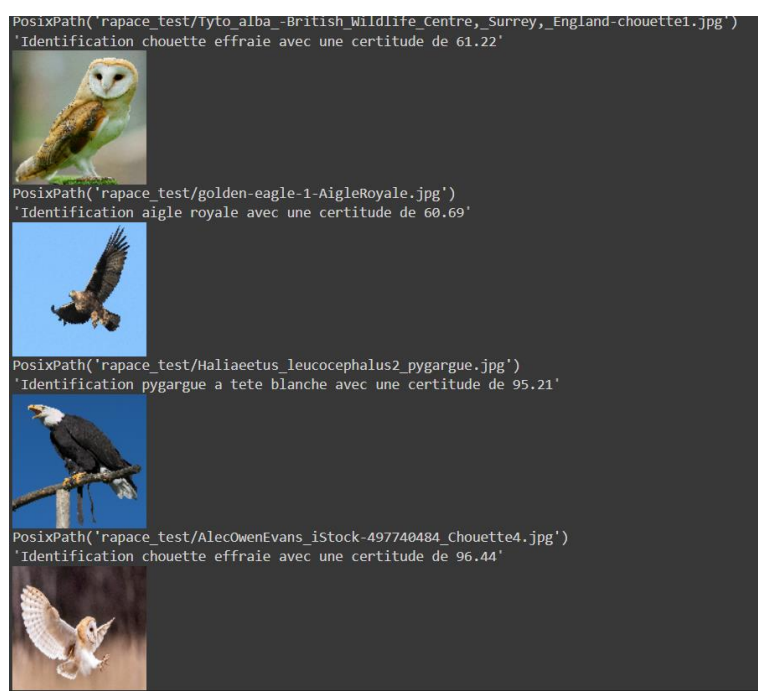 PosixPath('rapace_test/Tyto_alba_-British_Wildlife_Centre,_Surrey,_England-chouette1.jpg')
'Identification chouette effraie avec une certitude de 61.22'
PosixPath('rapace_test/golden-eagle-1-AigleRoyale.jpg')
'Identification aigle royale avec une certitude de 60.69'
PosixPath('rapace_test/Haliaeetus_leucocephalus2_pygargue.jpg')
'Identification pygargue a tete blanche avec une certitude de 95.21'
PosixPath('rapace_test/AlecOwenEvans_iStock-497740484_Chouette4.jpg')
'Identification chouette effraie avec une certitude de 96.44'